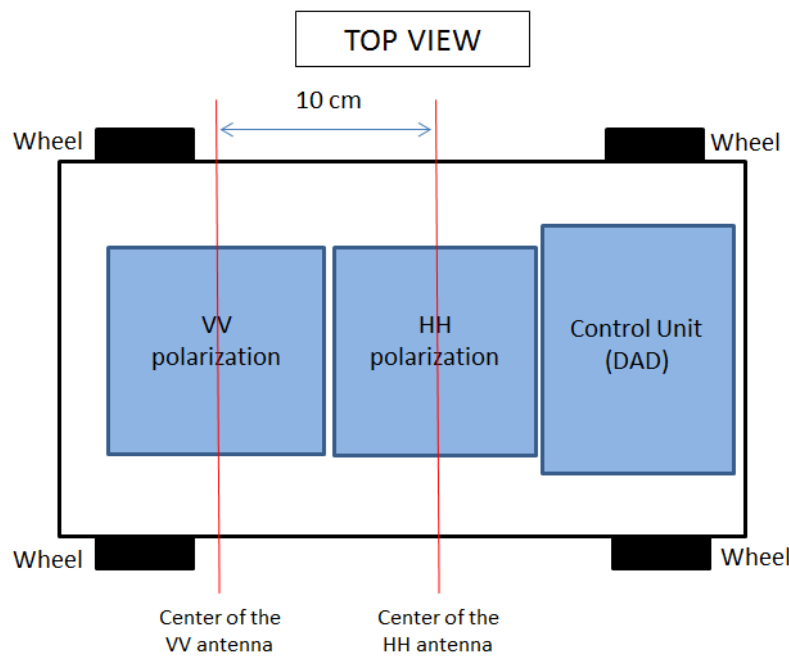 TOP VIEW
10 cm
Wheel
Wheel
VV
polarization
HH
polarization
Control Unit
(DAD)
Wheel
Wheel
Center of the
VV antenna
Center of the
HH antenna